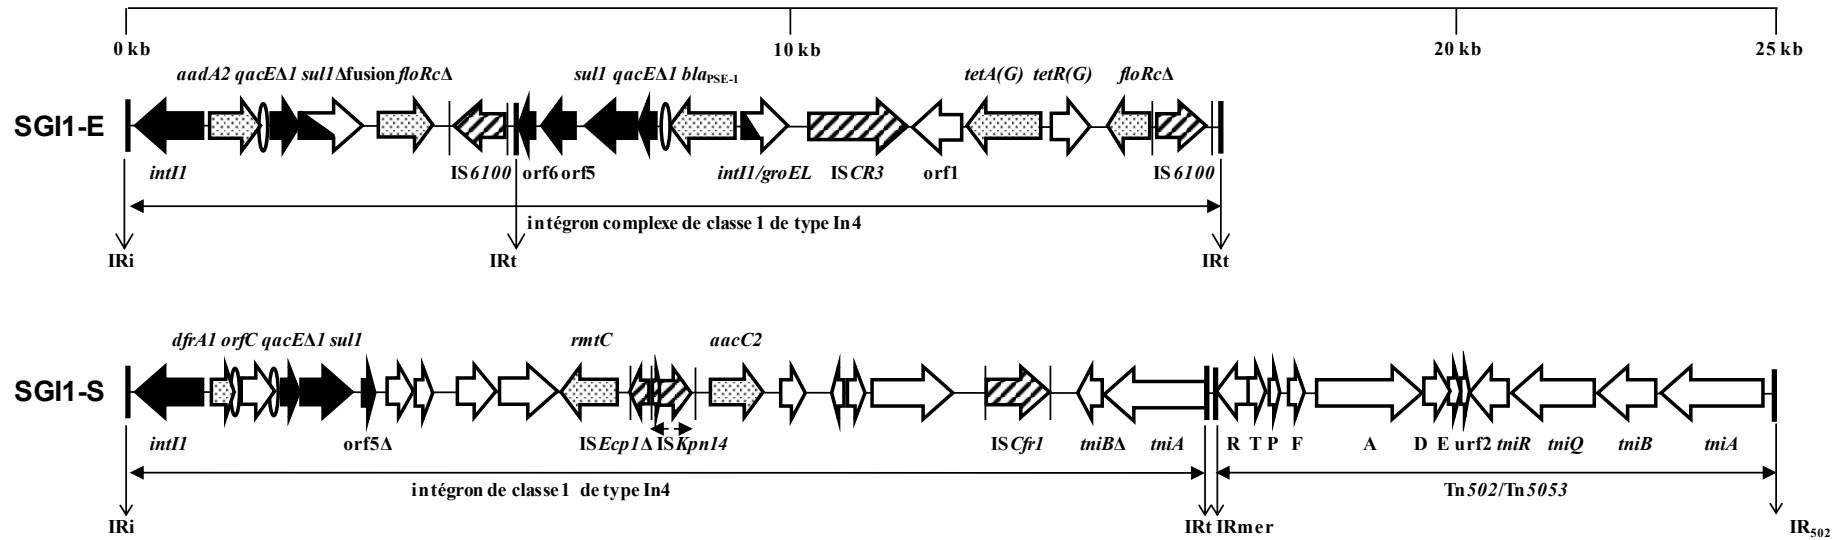 0 kb 10 kb 20 kb 25 kb
aadA2 qacEΔ1 sul1Δfusion floRcΔ sul1 qacEΔ1 blaPSE-1 tetA(G) tetR(G) floRcΔ
SGI1-E
intI1 IS6100 orf6 orf5 intI1/groEL ISCR3 orf1 IS6100
intégron complexe de classe 1 de type In4
IRi IRt IRt
dfrA1 orfC qacEΔ1 sul1 rmtC aacC2
SGI1-S
intI1 orf5Δ ISEcp1Δ ISKpn14 ISCfr1 tniBΔ tniA R T P F A D E urf2 tniR tniQ tniB tniA
intégron de classe 1 de type In4 Tn502/Tn5053
IRi IRt IRmer IR502